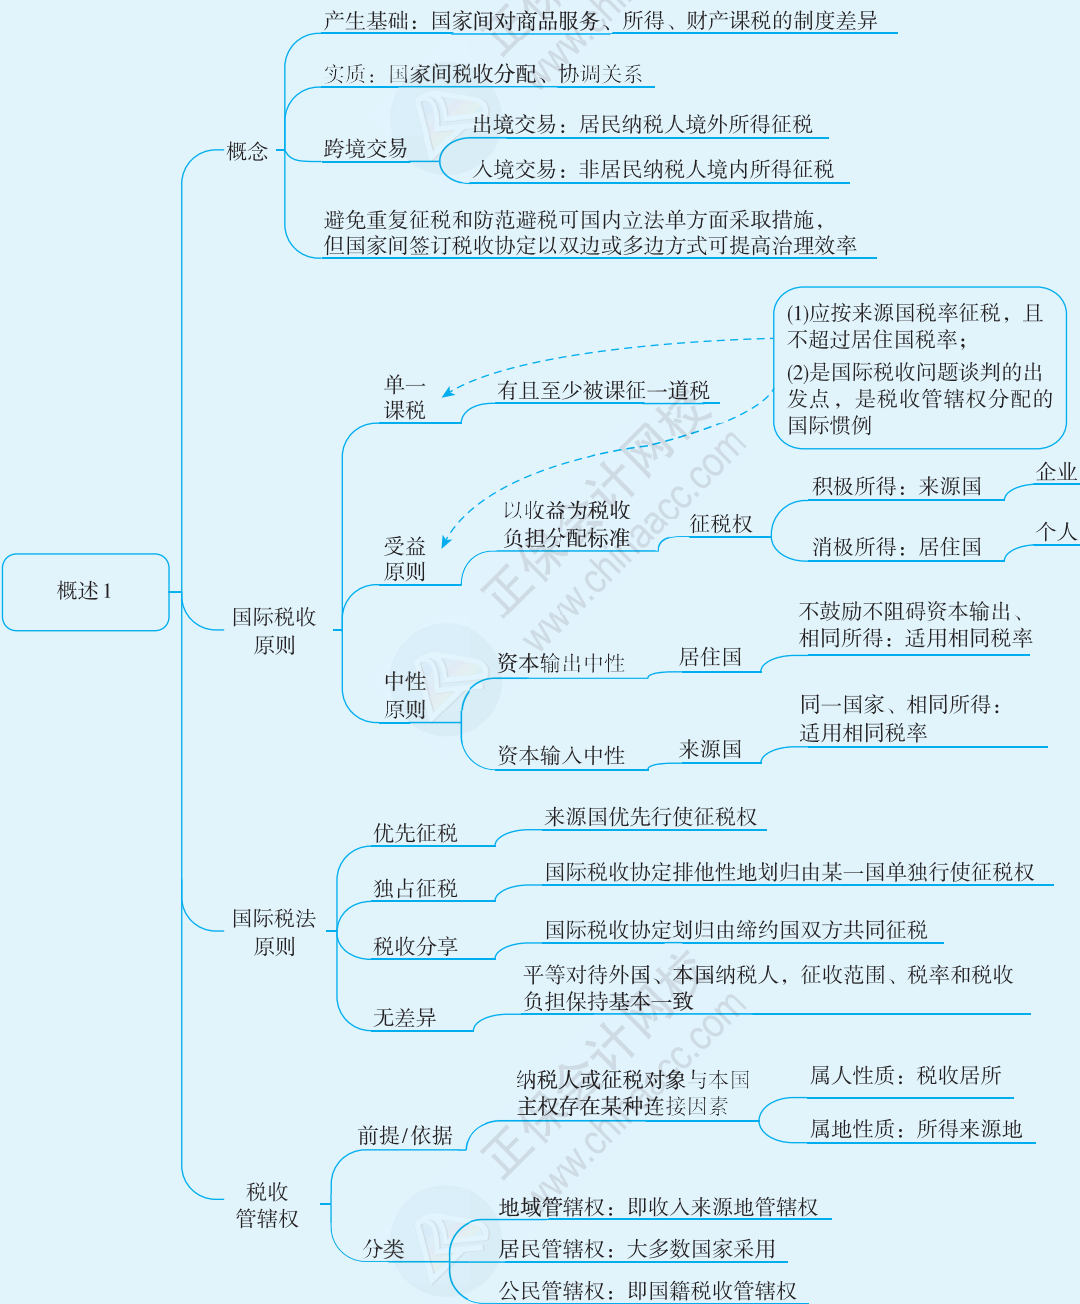 产生基础：国家间对商品服务、所得、财产课税的制度差异
实质：国家间税收分配、协调关系
概念
跨境交易
出境交易：居民纳税人境外所得征税
入境交易：非居民纳税人境内所得征税
避免重复征税和防范避税可国内立法单方面采取措施，
但国家间签订税收协定以双边或多边方式可提高治理效率
(1)应按来源国税率征税，且
不超过居住国税率；
(2)是国际税收问题谈判的出
发点，是税收管辖权分配的
国际惯例
单一
课税
有且至少被课征一道税
受益
原则
以收益为税收
负担分配标准
征税权
积极所得：来源国
企业
消极所得：居住国
个人
概述1
国际税收
原则
中性
原则
资本输出中性
居住国
不鼓励不阻碍资本输出、
相同所得：适用相同税率
资本输入中性
来源国
同一国家、相同所得：
适用相同税率
国际税法
原则
优先征税
来源国优先行使征税权
独占征税
国际税收协定排他性地划归由某一国单独行使征税权
税收分享
国际税收协定划归由缔约国双方共同征税
无差异
平等对待外国、本国纳税人，征收范围、税率和税收
负担保持基本一致
税收
管辖权
前提/依据
纳税人或征税对象与本国
主权存在某种连接因素
属人性质：税收居所
属地性质：所得来源地
分类
地域管辖权：即收入来源地管辖权
居民管辖权：大多数国家采用
公民管辖权：即国籍税收管辖权
正保会计网校
www.chinaacc.com
正保会计网校
www.chinaacc.com